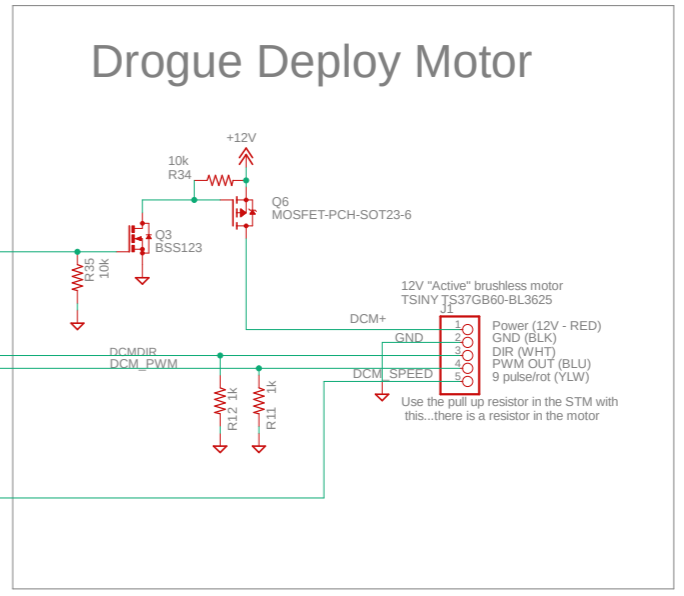 Drogue Deploy Motor
+12V
10k
R34
Q6
MOSFET-PCH-SOT23-6
Q3
BSS123
R35
10k
12V "Active" brushless motor
TSINY TS37GB60-BL3625
J1
DCM+
1
Power (12V - RED)
GND
2
GND (BLK)
DCMDIR
3
DIR (WHT)
DCM_PWM
4
PWM OUT (BLU)
DCM_SPEED
5
9 pulse/rot (YLW)
R12 1k
R11 1k
Use the pull up resistor in the STM with
this...there is a resistor in the motor